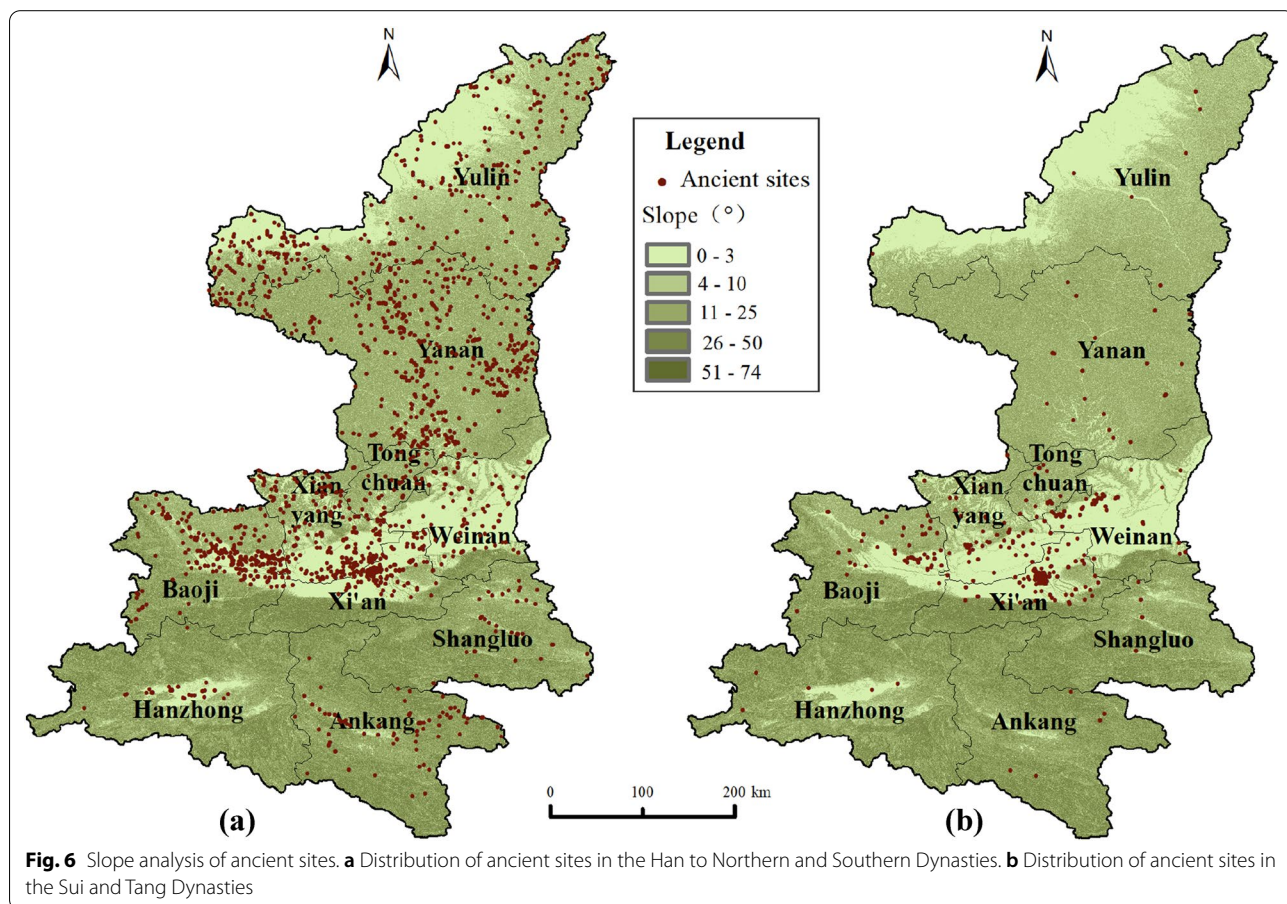 N
N
Legend
Ancient sites
Slope （°）
0 - 3
4 - 10
11 - 25
26 - 50
51 - 74
Yulin
Yanan
Tong
chuan
Xian
yang
Weinan
Baoji
Xi'an
Shangluo
Hanzhong
Ankang
(a)
0 100 200 km
Yulin
Yanan
Tong
chuan
Xian
yang
Weinan
Baoji
Xi'an
Shangluo
Hanzhong
Ankang
(b)
Fig. 6 Slope analysis of ancient sites. a Distribution of ancient sites in the Han to Northern and Southern Dynasties. b Distribution of ancient sites in
the Sui and Tang Dynasties